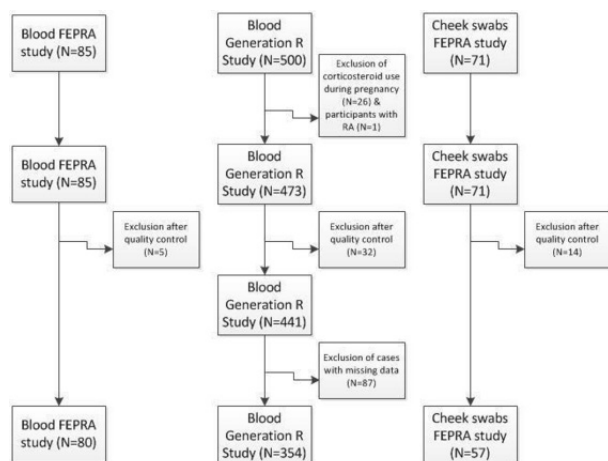 Blood FEPRA
study (N=85)
Blood
Generation R
Study (N=500)
Cheek swabs
FEPRA study
(N=71)
Exclusion of
corticosteroid use
during pregnancy
(N=26) &
participants with
RA (N=1)
Blood FEPRA
study (N=85)
Blood
Generation R
Study (N=473)
Cheek swabs
FEPRA study
(N=71)
Exclusion after
quality control
(N=5)
Exclusion after
quality control
(N=32)
Exclusion after
quality control
(N=14)
Blood
Generation R
Study (N=441)
Exclusion of cases
with missing data
(N=87)
Blood FEPRA
study (N=80)
Blood
Generation R
Study (N=354)
Cheek swabs
FEPRA study
(N=57)